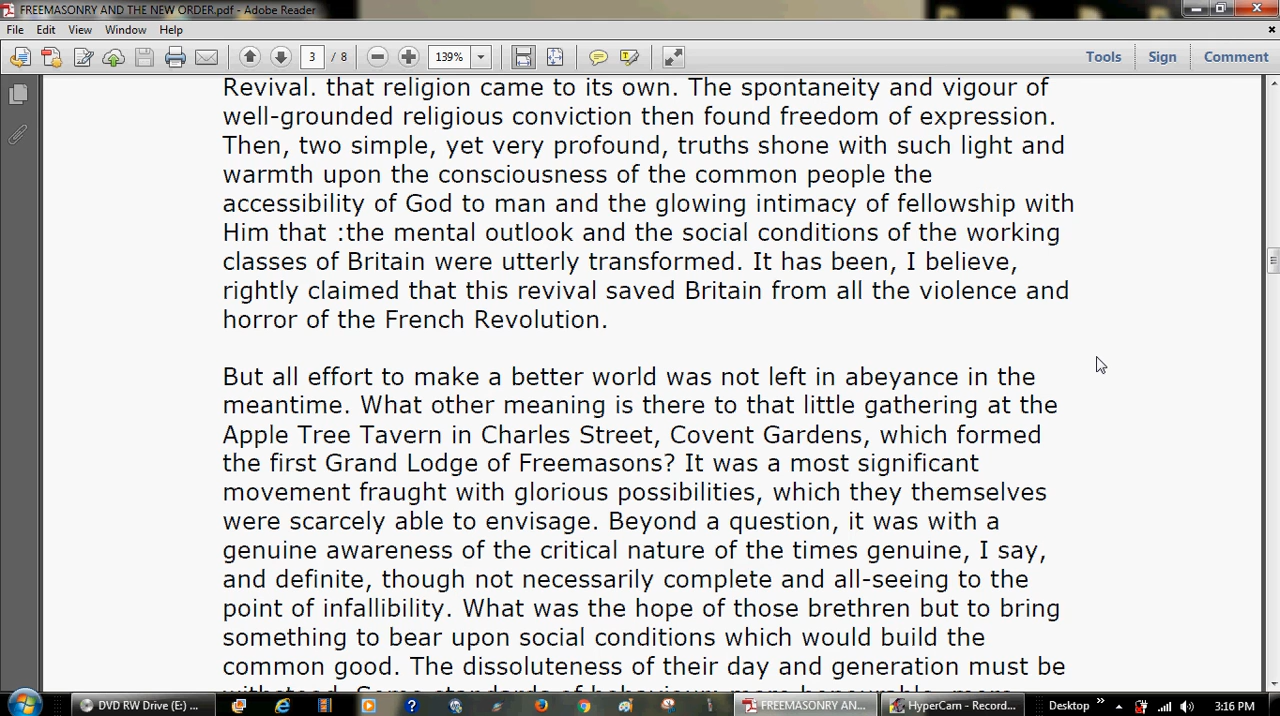 FREEMASONRY AND THE NEW ORDER.pdf - Adobe Reader
File Edit View Window Help
3 / 8 139% Tools Sign Comment
Revival. that religion came to its own. The spontaneity and vigour of
well-grounded religious conviction then found freedom of expression.
Then, two simple, yet very profound, truths shone with such light and
warmth upon the consciousness of the common people the
accessibility of God to man and the glowing intimacy of fellowship with
Him that :the mental outlook and the social conditions of the working
classes of Britain were utterly transformed. It has been, I believe,
rightly claimed that this revival saved Britain from all the violence and
horror of the French Revolution.
But all effort to make a better world was not left in abeyance in the
meantime. What other meaning is there to that little gathering at the
Apple Tree Tavern in Charles Street, Covent Gardens, which formed
the first Grand Lodge of Freemasons? It was a most significant
movement fraught with glorious possibilities, which they themselves
were scarcely able to envisage. Beyond a question, it was with a
genuine awareness of the critical nature of the times genuine, I say,
and definite, though not necessarily complete and all-seeing to the
point of infallibility. What was the hope of those brethren but to bring
something to bear upon social conditions which would build the
common good. The dissoluteness of their day and generation must be
DVD RW Drive (E:) ... FREEMASONRY AN... HyperCam - Record... Desktop 3:16 PM